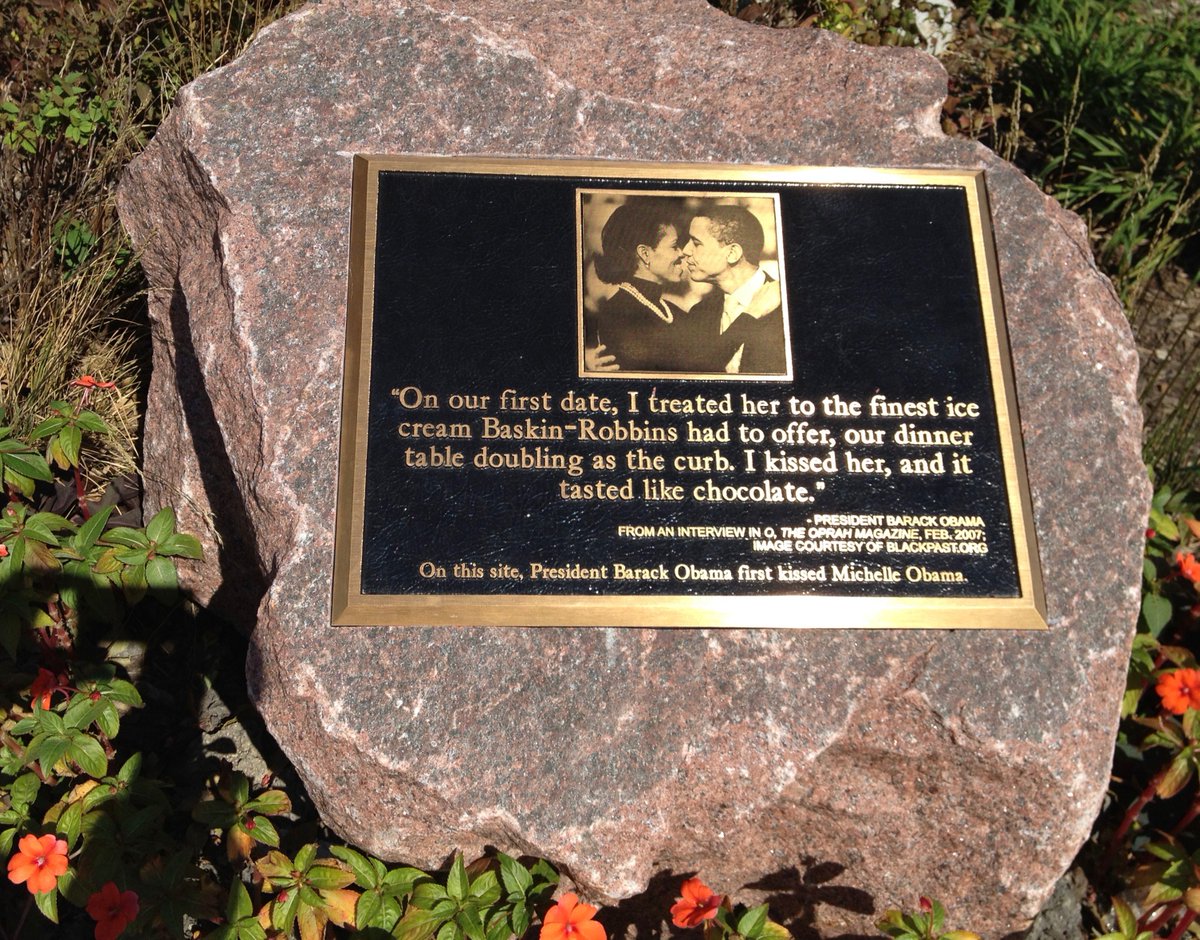 "On our first date, I treated her to the finest ice
cream Baskin-Robbins had to offer, our dinner
table doubling as the curb. I kissed her, and it
tasted like chocolate."
- PRESIDENT BARACK OBAMA
FROM AN INTERVIEW IN O, THE OPRAH MAGAZINE, FEB. 2007;
IMAGE COURTESY OF BLACKPAST.ORG
On this site, President Barack Obama first kissed Michelle Obama.